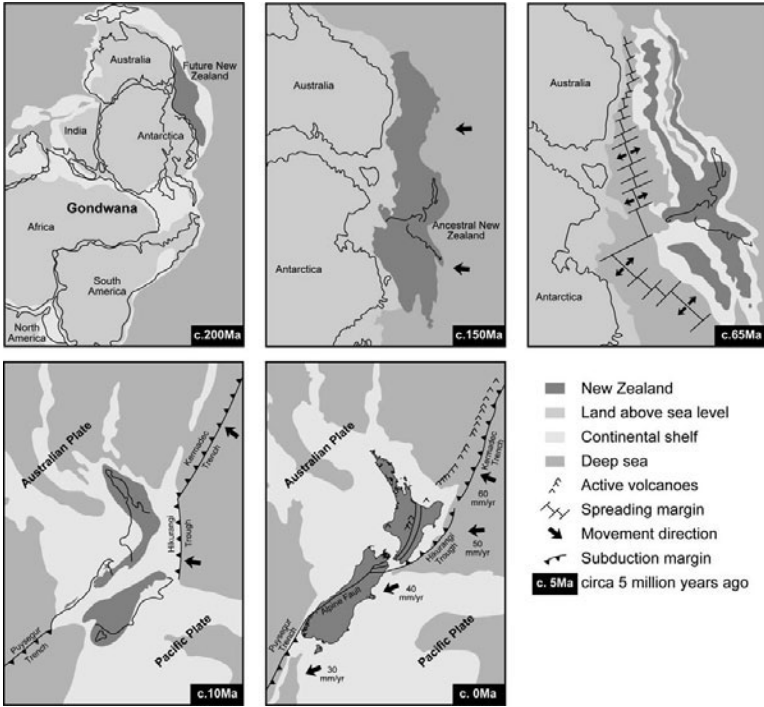 Australia
Future New
Zealand
India
Antarctica
Gondwana
Africa
South
America
North
America
c.200Ma
Australia
Ancestral New
Zealand
Antarctica
c.150Ma
Australia
Antarctica
c.65Ma
Australian Plate
Kermadec
Trench
Hikurangi
Trough
Puysegur
Trench
Pacific Plate
c.10Ma
Australian Plate
Kermadec
Trench
60
mm/yr
Hikurangi
Trough
50
mm/yr
Alpine Fault
40
mm/yr
Puysegur
Trench
Pacific Plate
30
mm/yr
c. 0Ma
New Zealand
Land above sea level
Continental shelf
Deep sea
Active volcanoes
Spreading margin
Movement direction
Subduction margin
c. 5Ma circa 5 million years ago